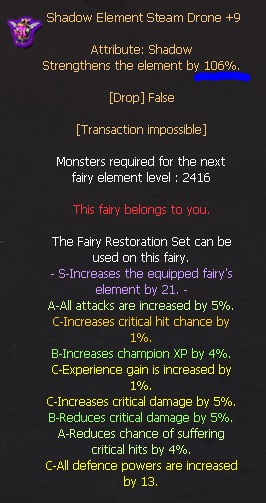 Shadow Element Steam Drone +9
Attribute: Shadow
Strengthens the element by 106%.
[Drop] False
[Transaction impossible]
Monsters required for the next
fairy element level : 2416
This fairy belongs to you.
The Fairy Restoration Set can be
used on this fairy.
- S-Increases the equipped fairy's
element by 21. -
A-All attacks are increased by 5%.
C-Increases critical hit chance by
1%.
B-Increases champion XP by 4%.
C-Experience gain is increased by
1%.
C-Increases critical damage by 5%.
B-Reduces critical damage by 5%.
A-Reduces chance of suffering
critical hits by 4%.
C-All defence powers are increased
by 13.